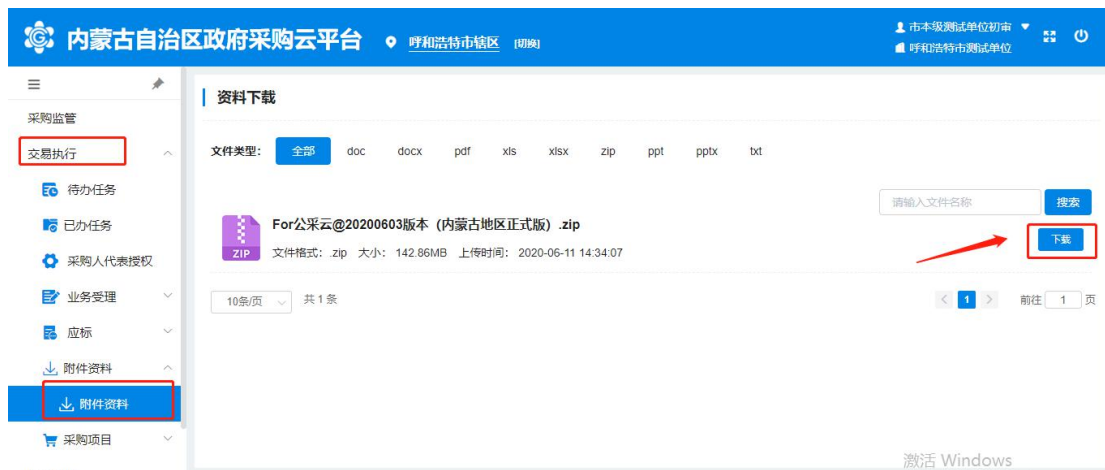 内蒙古自治区政府采购云平台 呼和浩特市辖区 [切换]
市本级测试单位初审
呼和浩特市测试单位
采购监管
交易执行
待办任务
已办任务
采购人代表授权
业务受理
应标
附件资料
附件资料
采购项目
资料下载
文件类型： 全部 doc docx pdf xls xlsx zip ppt pptx txt
请输入文件名称 搜索
ZIP
For公采云@20200603版本（内蒙古地区正式版）.zip
文件格式：.zip 大小：142.86MB 上传时间：2020-06-11 14:34:07
下载
10条/页 共1条
1 前往 1 页
激活 Windows